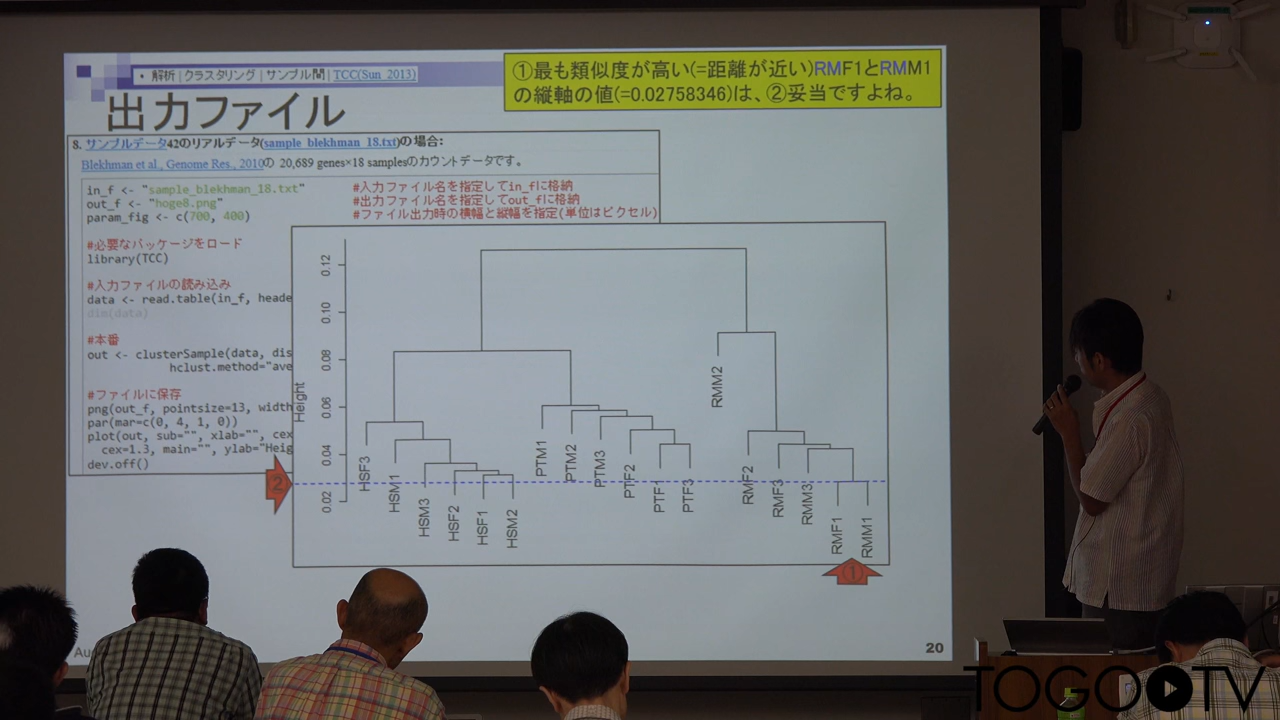 • 解析 | クラスタリング | サンプル間 | TCC(Sun_2013)
出力ファイル
①最も類似度が高い(=距離が近い)RMF1とRMM1
の縦軸の値(=0.02758346)は、②妥当ですよね。
8. サンプルデータ42のリアルデータ(sample_blekhman_18.txt)の場合:
Blekhman et al., Genome Res., 2010の 20,689 genes×18 samplesのカウントデータです。
in_f <- "sample_blekhman_18.txt" #入力ファイル名を指定してin_fに格納
out_f <- "hoge8.png" #出力ファイル名を指定してout_fに格納
param_fig <- c(700, 400) #ファイル出力時の横幅と縦幅を指定(単位はピクセル)
#必要なパッケージをロード
library(TCC)
#入力ファイルの読み込み
data <- read.table(in_f, heade
dim(data)
#本番
out <- clusterSample(data, dis
hclust.method="ave
#ファイルに保存
png(out_f, pointsize=13, width
par(mar=c(0, 4, 1, 0))
plot(out, sub="", xlab="", cex
cex=1.3, main="", ylab="Heig
dev.off()
Height
0.12
0.10
0.08
0.06
0.04
0.02
HSF3
HSM1
HSM3
HSF2
HSF1
HSM2
PTM1
PTM2
PTM3
PTF2
PTF1
PTF3
RMM2
RMF2
RMF3
RMM3
RMF1
RMM1
②
①
20
TOGOTV